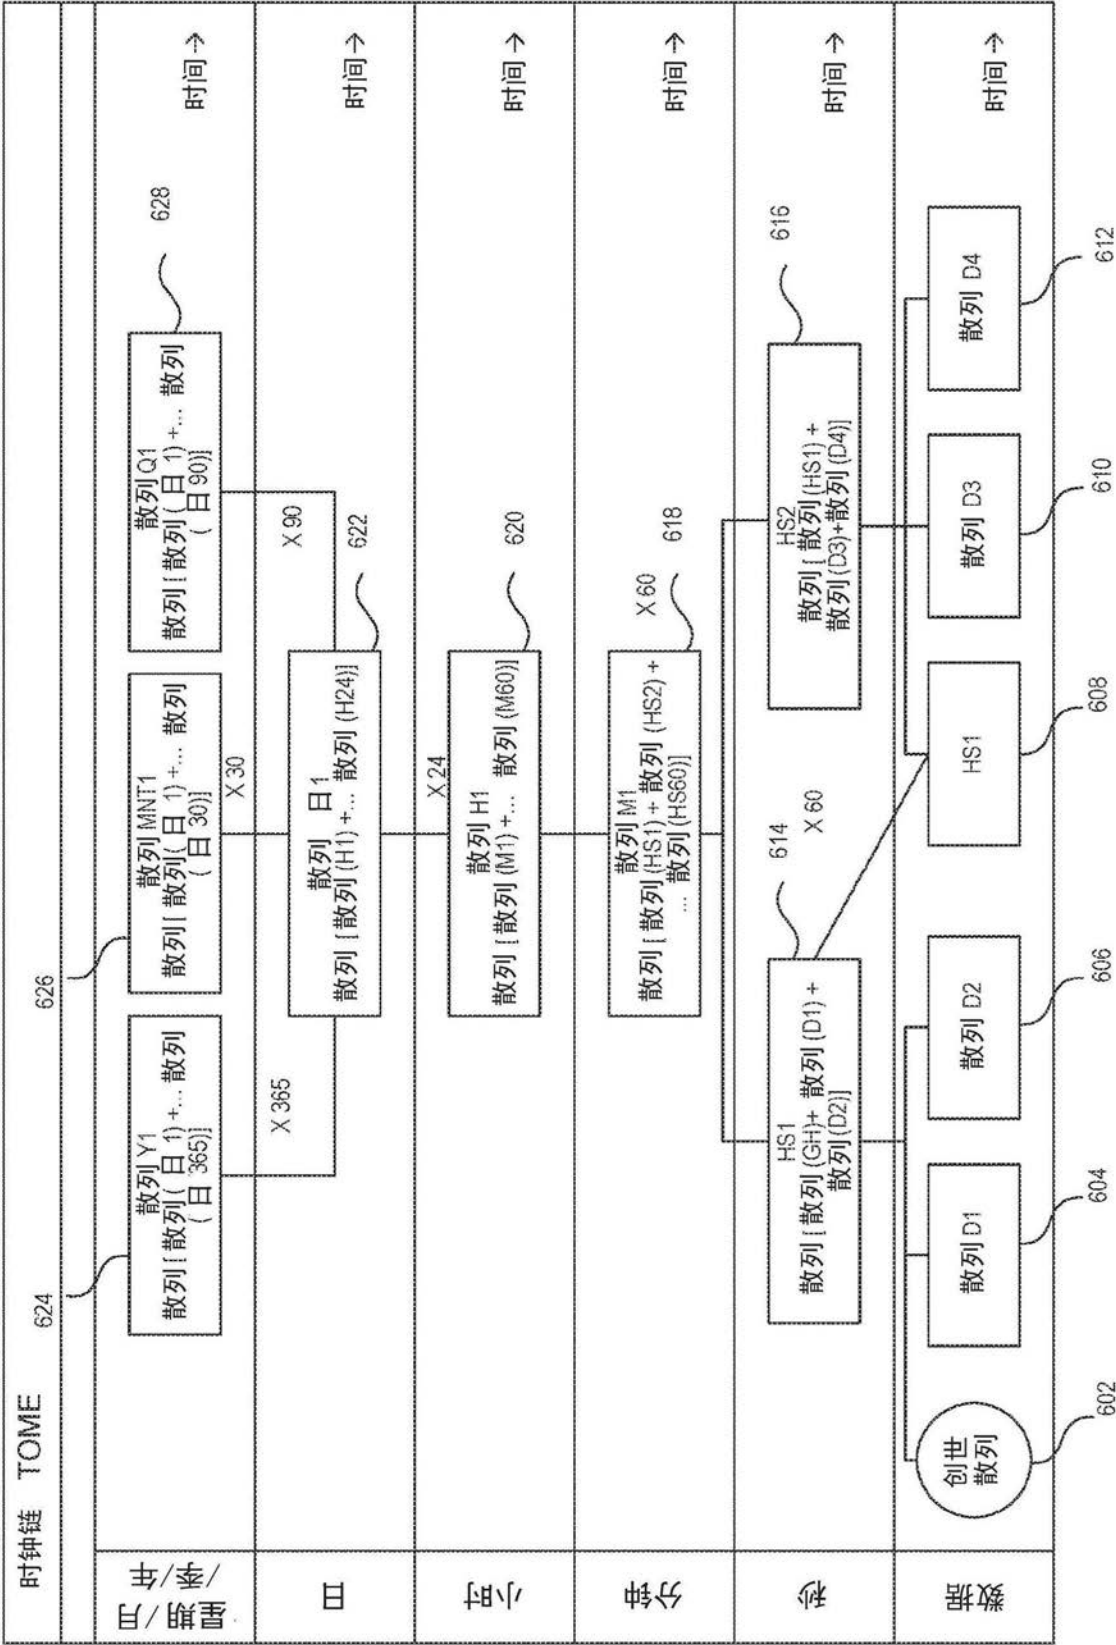 时钟链 TOME
星期/月
/季/年
624
散列 Y1
散列 [ 散列 ( 日 1) +... 散列
( 日 365)]
626
散列 MNT1
散列 [ 散列 ( 日 1) +... 散列
( 日 30)]
628
散列 Q1
散列 [ 散列 ( 日 1) +... 散列
( 日 90)]
时间→
日
X 365
X 30
X 90
散列 日 1
散列 [ 散列 (H1) +... 散列 (H24)]
622
时间→
小时
X 24
散列 H1
散列 [ 散列 (M1) +... 散列 (M60)]
620
时间→
分钟
散列 M1
散列 [ 散列 (HS1) + 散列 (HS2) +
... 散列 (HS60)]
X 60
618
时间→
秒
HS1
散列 [ 散列 (GH)+ 散列 (D1) +
散列 (D2)]
614
X 60
HS2
散列 [ 散列 (HS1) +
散列 (D3)+散列 (D4)]
616
时间→
数据
创世
散列
602
散列 D1
604
散列 D2
606
HS1
608
散列 D3
610
散列 D4
612
时间→